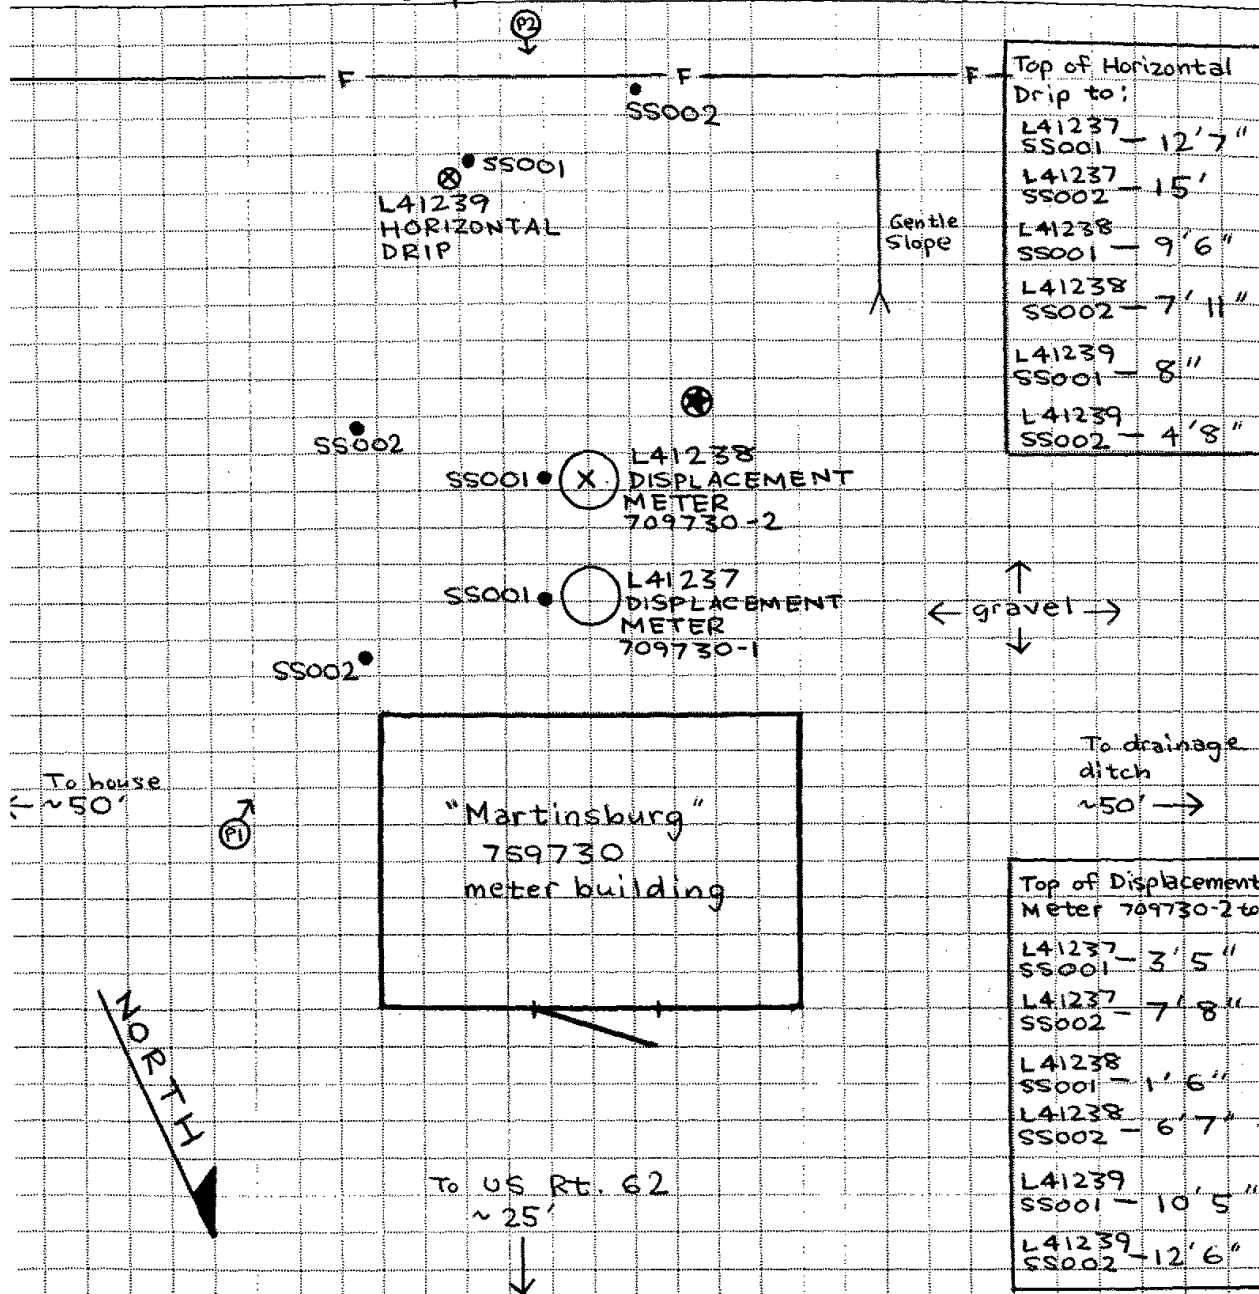 P2
F F F
SS002
SS001
L41239
HORIZONTAL
DRIP
Gentle
Slope
Top of Horizontal
Drip to:
L41237
SS001 - 12'7"
L41237
SS002 - 15'
L41238
SS001 - 9'6"
L41238
SS002 - 7'11"
L41239
SS001 - 8"
L41239
SS002 - 4'8"
SS002
SS001
X
L41238
DISPLACEMENT
METER
709730-2
SS001
L41237
DISPLACEMENT
METER
709730-1
SS002
gravel
To house
~50'
P1
"Martinsburg"
759730
meter building
To drainage
ditch
~50'
Top of Displacement
Meter 709730-2 to
L41237
SS001 - 3'5"
L41237
SS002 - 7'8"
L41238
SS001 - 1'6"
L41238
SS002 - 6'7"
L41239
SS001 - 10'5"
L41239
SS002 - 12'6"
NORTH
To US Rt. 62
~25'